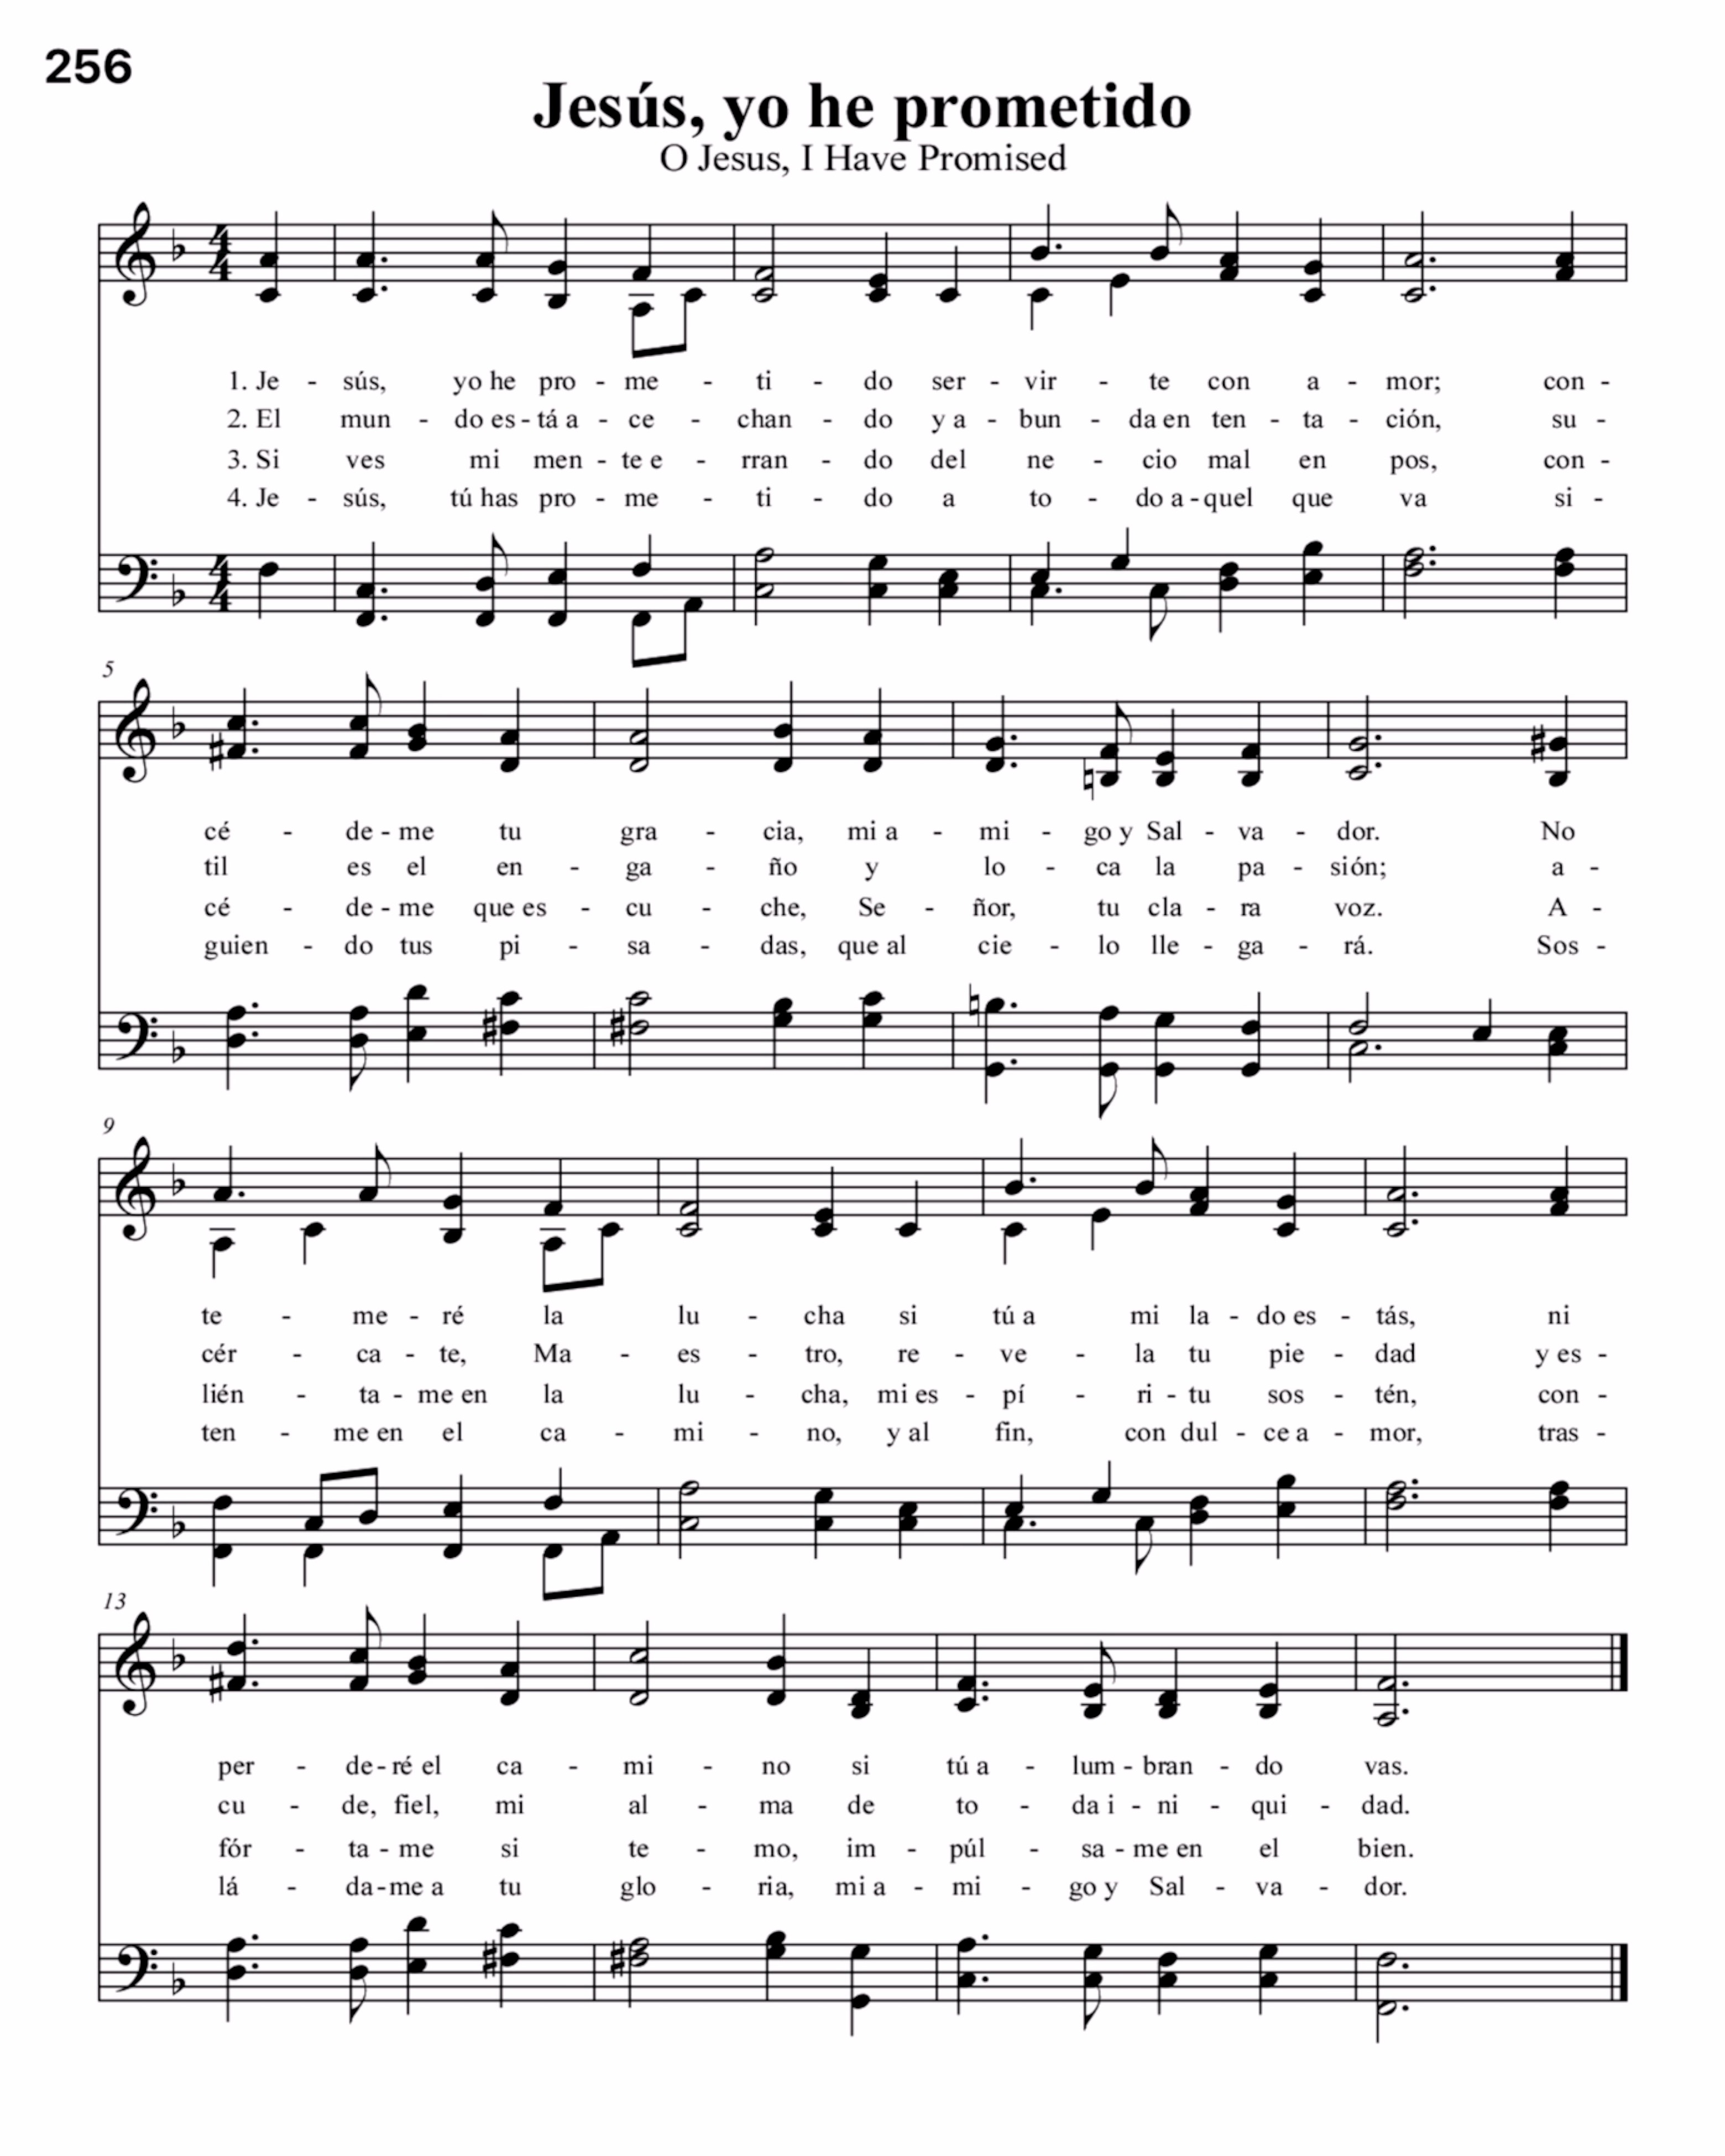 256
Jesús, yo he prometido
O Jesus, I Have Promised
4
4
1. Je - sús, yo he pro - me - ti - do ser - vir - te con a - mor; con -
2. El mun - do es - tá a - ce - chan - do y a - bun - da en ten - ta - ción, su -
3. Si ves mi men - te e - rran - do del ne - cio mal en pos, con -
4. Je - sús, tú has pro - me - ti - do a to - do a - quel que va si -
4
4
5
cé - de - me tu gra - cia, mi a - mi - go y Sal - va - dor. No
til es el en - ga - ño y lo - ca la pa - sión; a -
cé - de - me que es - cu - che, Se - ñor, tu cla - ra voz. A -
guien - do tus pi - sa - das, que al cie - lo lle - ga - rá. Sos -
9
te - me - ré la lu - cha si tú a mi la - do es - tás, ni
cér - ca - te, Ma - es - tro, re - ve - la tu pie - dad y es -
lién - ta - me en la lu - cha, mi es - pí - ri - tu sos - tén, con -
ten - me en el ca - mi - no, y al fin, con dul - ce a - mor, tras -
13
per - de - ré el ca - mi - no si tú a - lum - bran - do vas.
cu - de, fiel, mi al - ma de to - da i - ni - qui - dad.
fór - ta - me si te - mo, im - púl - sa - me en el bien.
lá - da - me a tu glo - ria, mi a - mi - go y Sal - va - dor.